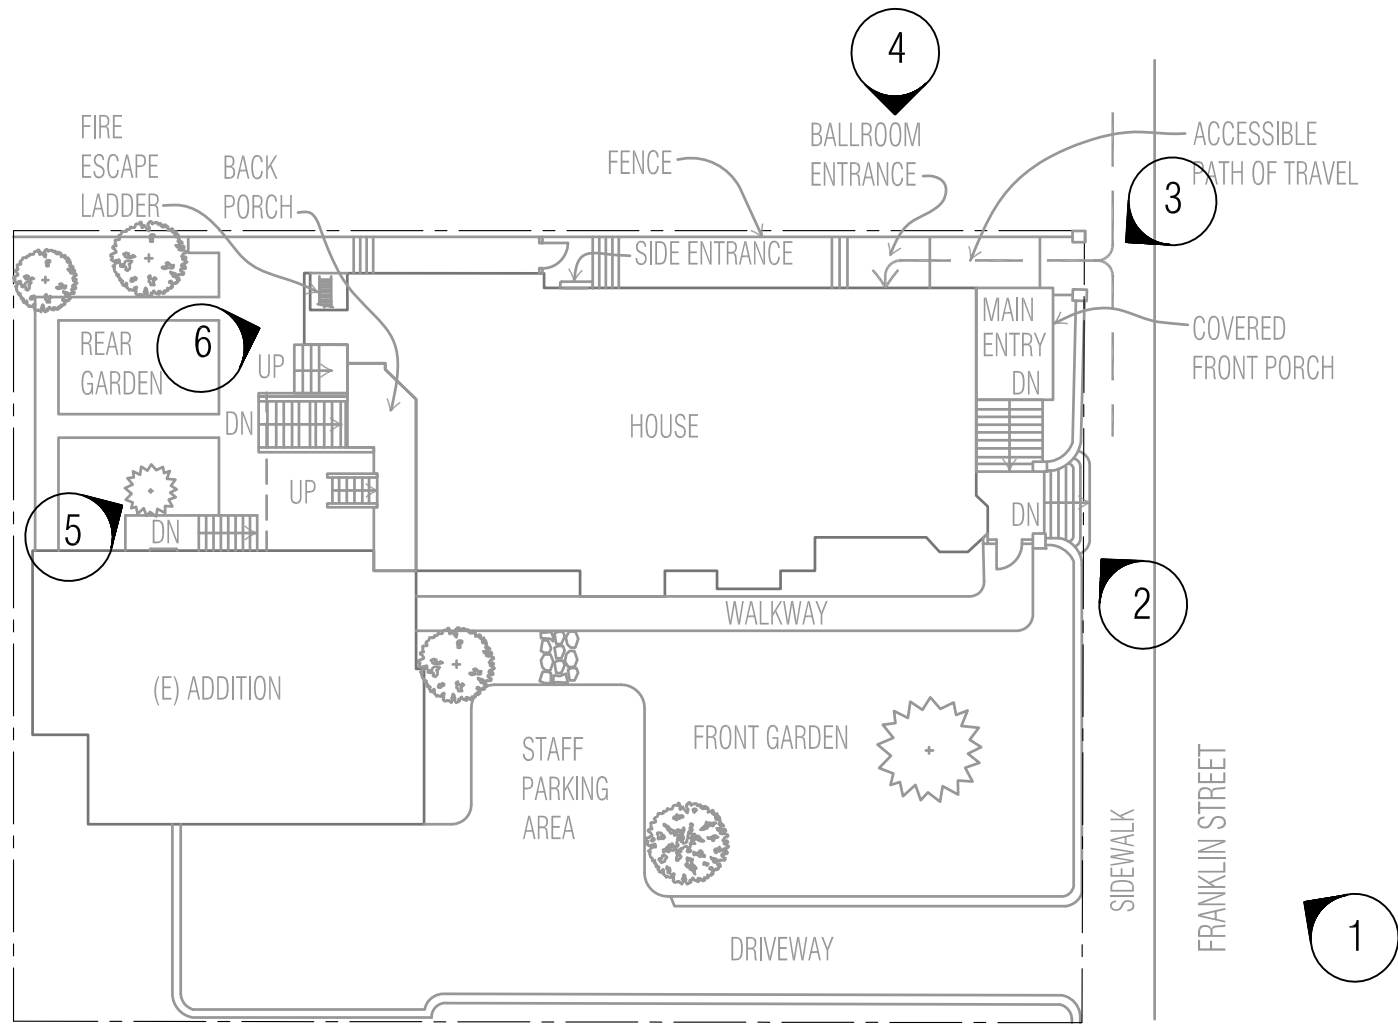 4
FIRE
ESCAPE
LADDER
BACK
PORCH
FENCE
BALLROOM
ENTRANCE
ACCESSIBLE
PATH OF TRAVEL
3
SIDE ENTRANCE
MAIN
ENTRY
DN
COVERED
FRONT PORCH
REAR
GARDEN
6
UP
DN
HOUSE
UP
5
DN
DN
2
WALKWAY
(E) ADDITION
STAFF
PARKING
AREA
FRONT GARDEN
SIDEWALK
FRANKLIN STREET
1
DRIVEWAY